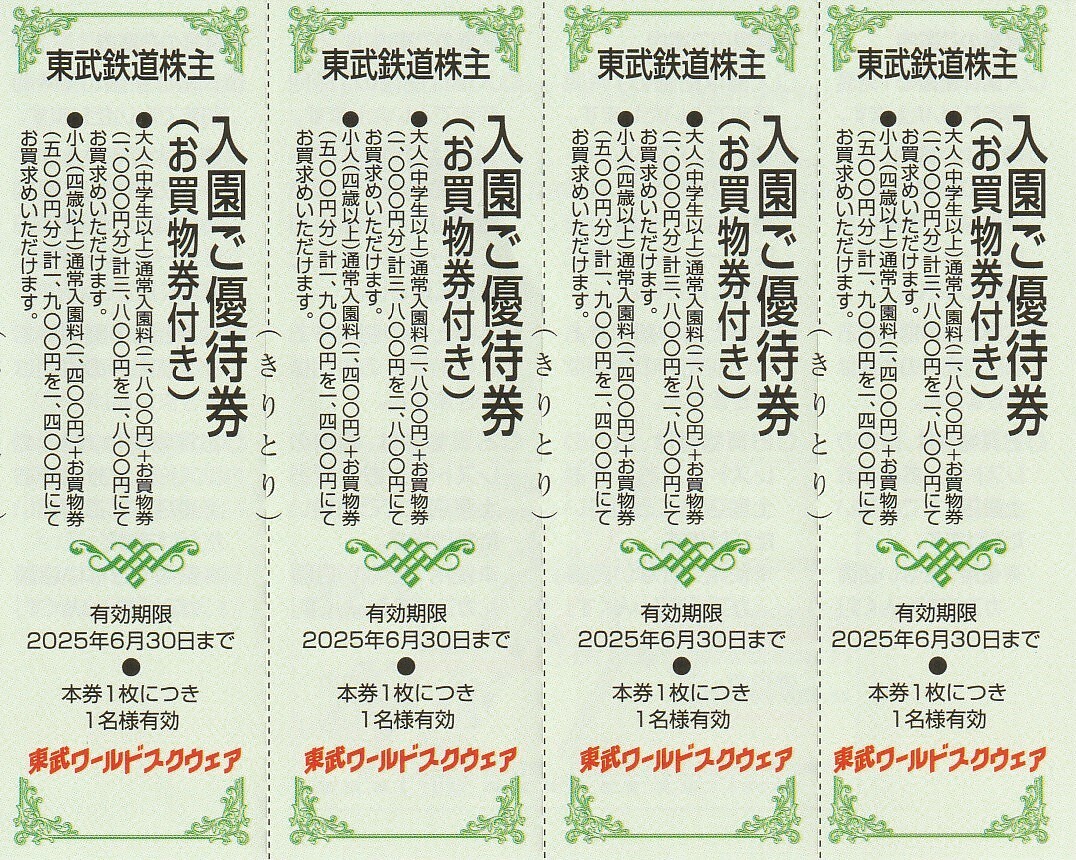 東武鉄道株主
入園ご優待券
(お買物券付き)
●大人(中学生以上)通常入園料(二、八〇〇円)+お買物券
(一、〇〇〇円分)計三、八〇〇円を二、八〇〇円にて
お買求めいただけます。
●小人(四歳以上)通常入園料(一、四〇〇円)+お買物券
(五〇〇円分)計一、九〇〇円を一、四〇〇円にて
お買求めいただけます。
有効期限
2025年6月30日まで
●
本券1枚につき
1名様有効
東武ワールドスクウェア
(きりとり)
東武鉄道株主
入園ご優待券
(お買物券付き)
●大人(中学生以上)通常入園料(二、八〇〇円)+お買物券
(一、〇〇〇円分)計三、八〇〇円を二、八〇〇円にて
お買求めいただけます。
●小人(四歳以上)通常入園料(一、四〇〇円)+お買物券
(五〇〇円分)計一、九〇〇円を一、四〇〇円にて
お買求めいただけます。
有効期限
2025年6月30日まで
●
本券1枚につき
1名様有効
東武ワールドスクウェア
(きりとり)
東武鉄道株主
入園ご優待券
(お買物券付き)
●大人(中学生以上)通常入園料(二、八〇〇円)+お買物券
(一、〇〇〇円分)計三、八〇〇円を二、八〇〇円にて
お買求めいただけます。
●小人(四歳以上)通常入園料(一、四〇〇円)+お買物券
(五〇〇円分)計一、九〇〇円を一、四〇〇円にて
お買求めいただけます。
有効期限
2025年6月30日まで
●
本券1枚につき
1名様有効
東武ワールドスクウェア
(きりとり)
東武鉄道株主
入園ご優待券
(お買物券付き)
●大人(中学生以上)通常入園料(二、八〇〇円)+お買物券
(一、〇〇〇円分)計三、八〇〇円を二、八〇〇円にて
お買求めいただけます。
●小人(四歳以上)通常入園料(一、四〇〇円)+お買物券
(五〇〇円分)計一、九〇〇円を一、四〇〇円にて
お買求めいただけます。
有効期限
2025年6月30日まで
●
本券1枚につき
1名様有効
東武ワールドスクウェア